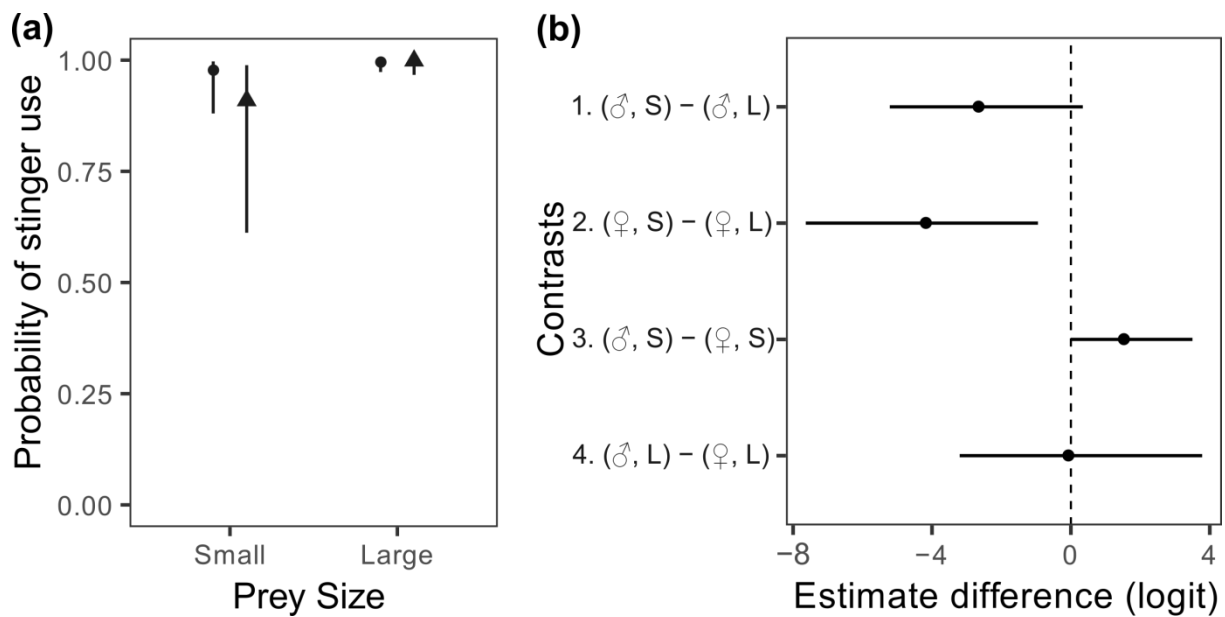 (a)
Probability of stinger use
1.00
0.75
0.50
0.25
0.00
Small Large
Prey Size
(b)
Contrasts
1. (♂, S) − (♂, L)
2. (♀, S) − (♀, L)
3. (♂, S) − (♀, S)
4. (♂, L) − (♀, L)
−8 −4 0 4
Estimate difference (logit)